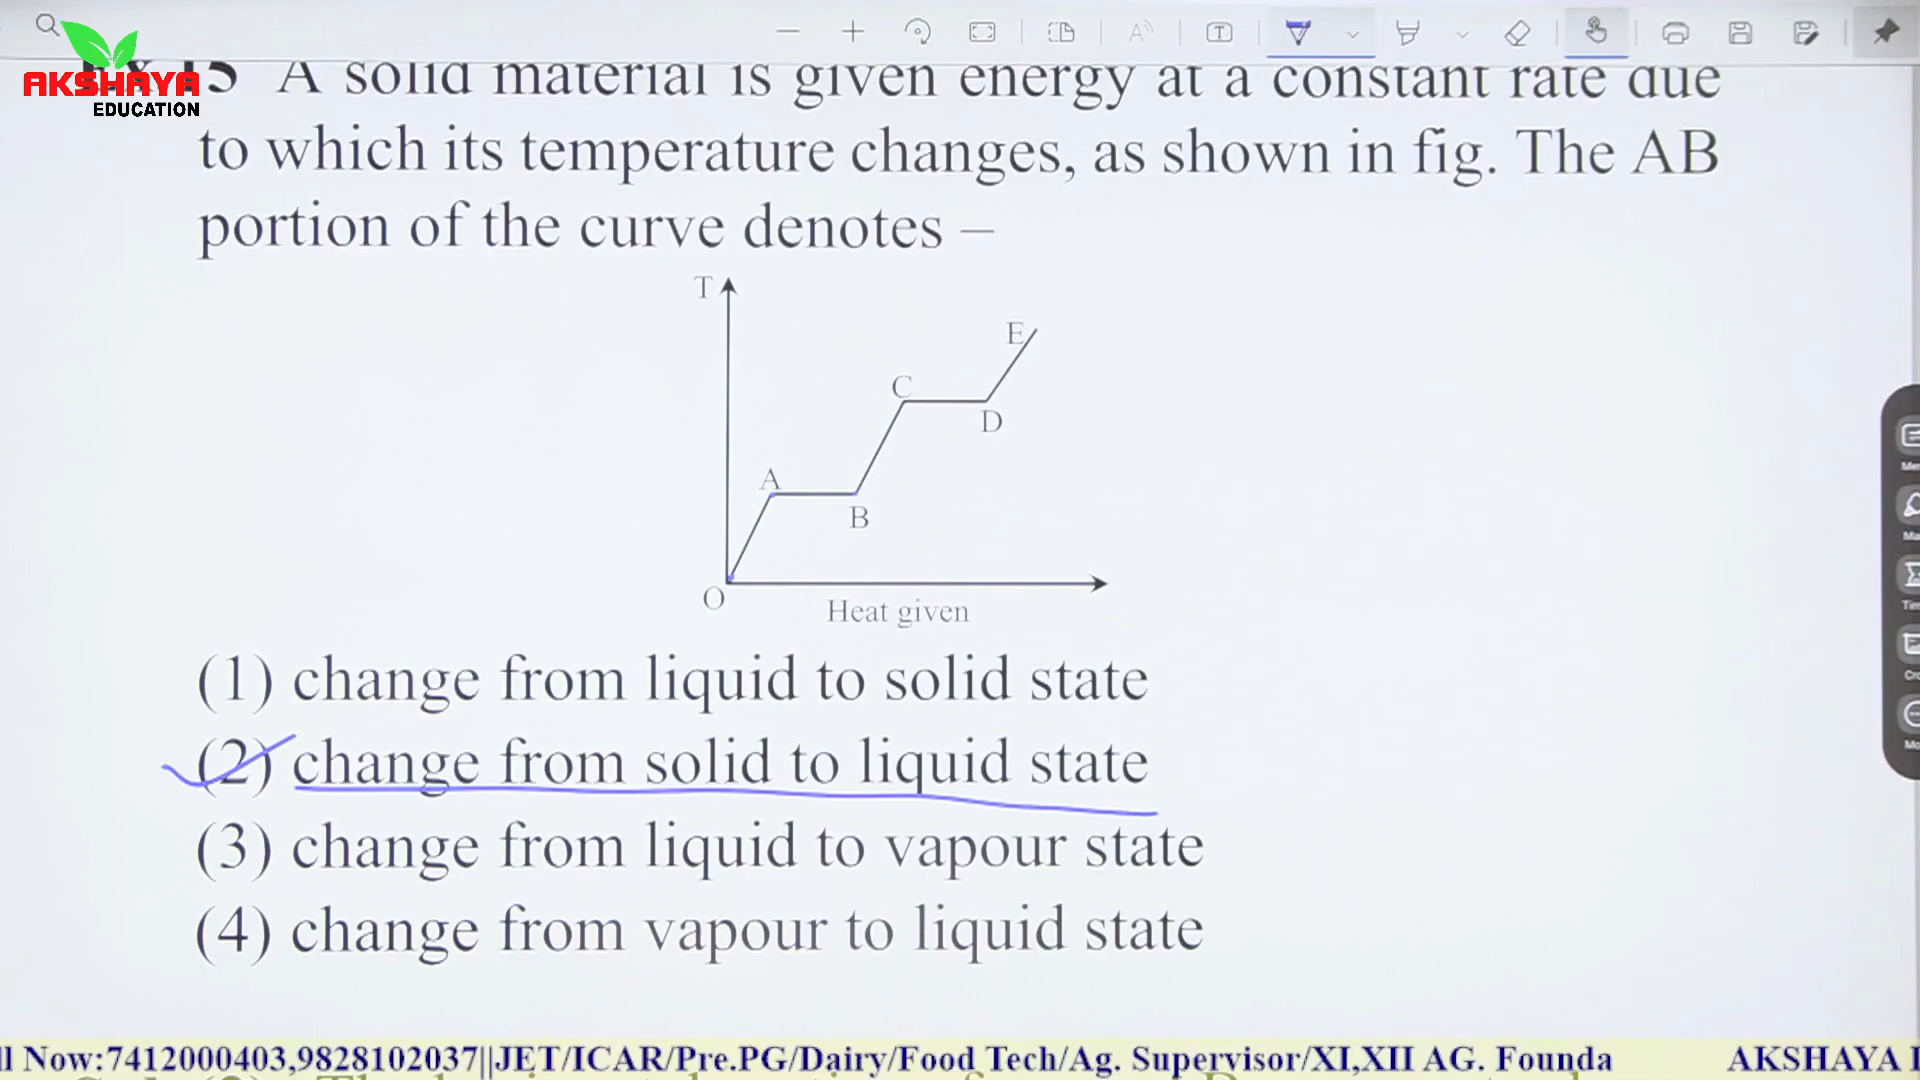 AKSHAYA
EDUCATION
15 A solid material is given energy at a constant rate due
to which its temperature changes, as shown in fig. The AB
portion of the curve denotes –
T
E
C
D
A
B
O
Heat given
(1) change from liquid to solid state
(2) change from solid to liquid state
(3) change from liquid to vapour state
(4) change from vapour to liquid state
ll Now:7412000403,9828102037||JET/ICAR/Pre.PG/Dairy/Food Tech/Ag. Supervisor/XI,XII AG. Founda AKSHAYA